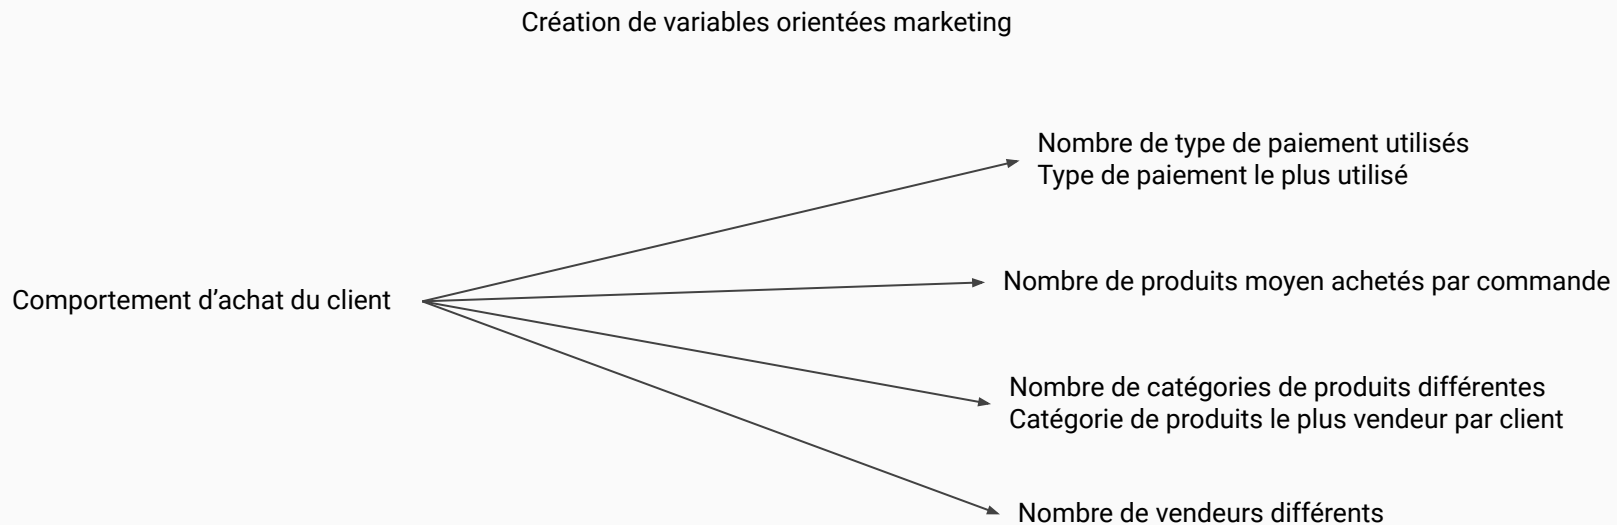 Création de variables orientées marketing
Nombre de type de paiement utilisés
Type de paiement le plus utilisé
Comportement d’achat du client
Nombre de produits moyen achetés par commande
Nombre de catégories de produits différentes
Catégorie de produits le plus vendeur par client
Nombre de vendeurs différents